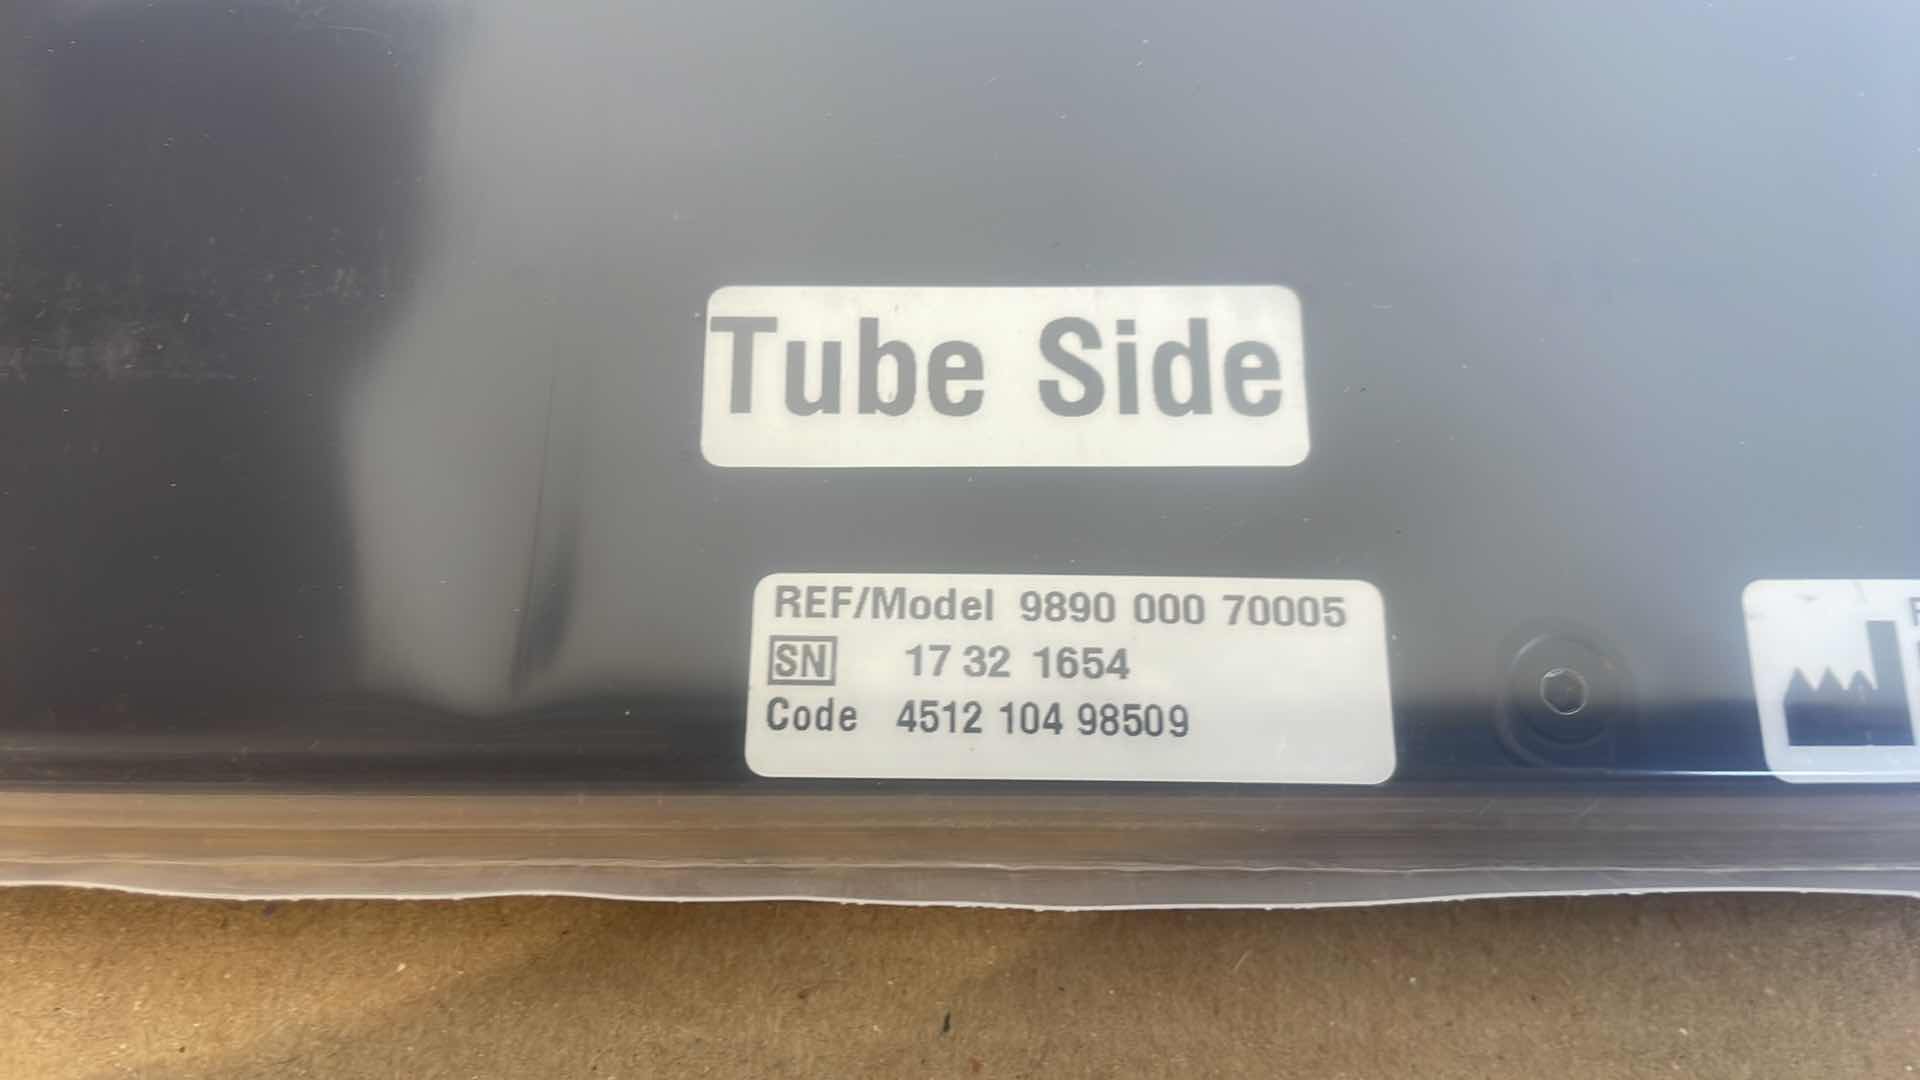 Tube Side
REF/Model 9890 000 70005
SN 17 32 1654
Code 4512 104 98509